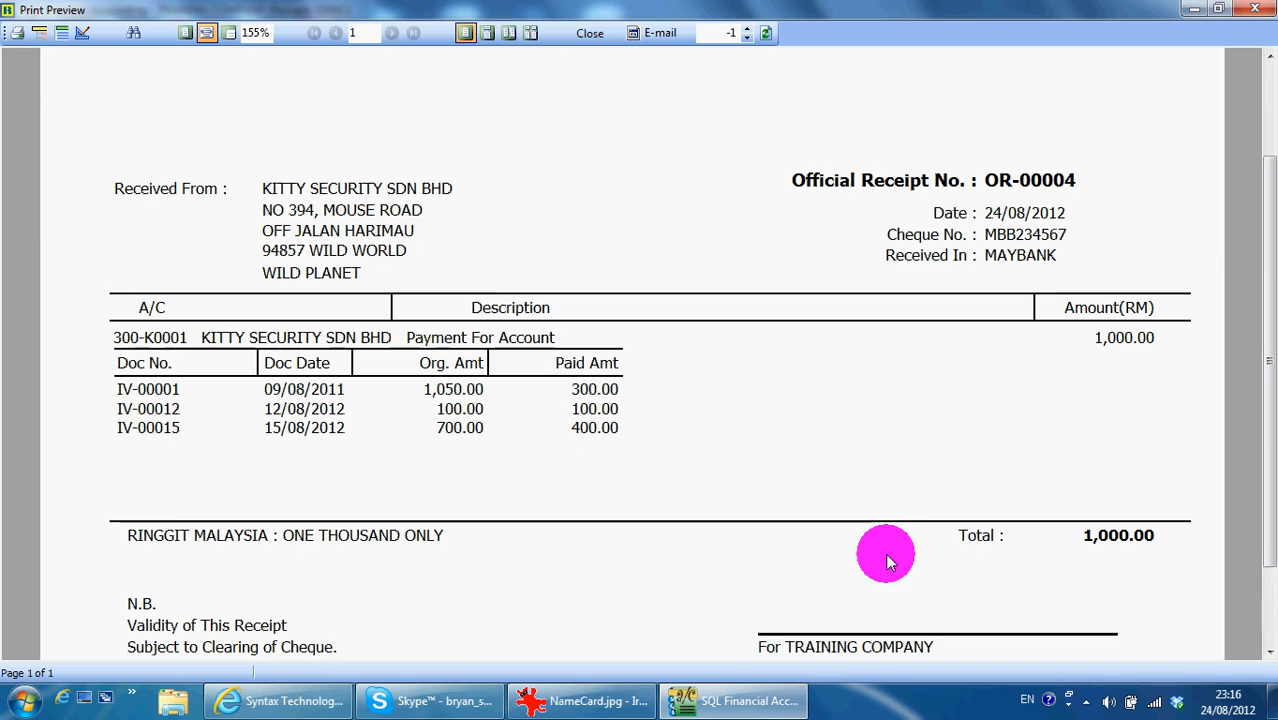 Print Preview
155%
1
Close
E-mail
-1
Official Receipt No. : OR-00004
Received From : KITTY SECURITY SDN BHD
NO 394, MOUSE ROAD
OFF JALAN HARIMAU
94857 WILD WORLD
WILD PLANET
Date : 24/08/2012
Cheque No. : MBB234567
Received In : MAYBANK
A/C Description Amount(RM)
300-K0001 KITTY SECURITY SDN BHD Payment For Account 1,000.00
Doc No. Doc Date Org. Amt Paid Amt
IV-00001 09/08/2011 1,050.00 300.00
IV-00012 12/08/2012 100.00 100.00
IV-00015 15/08/2012 700.00 400.00
RINGGIT MALAYSIA : ONE THOUSAND ONLY Total : 1,000.00
N.B.
Validity of This Receipt
Subject to Clearing of Cheque.
For TRAINING COMPANY
Page 1 of 1
Syntax Technolog...
Skype™ - bryan_s...
NameCard.jpg - Ir...
SQL Financial Acc...
EN
23:16
24/08/2012